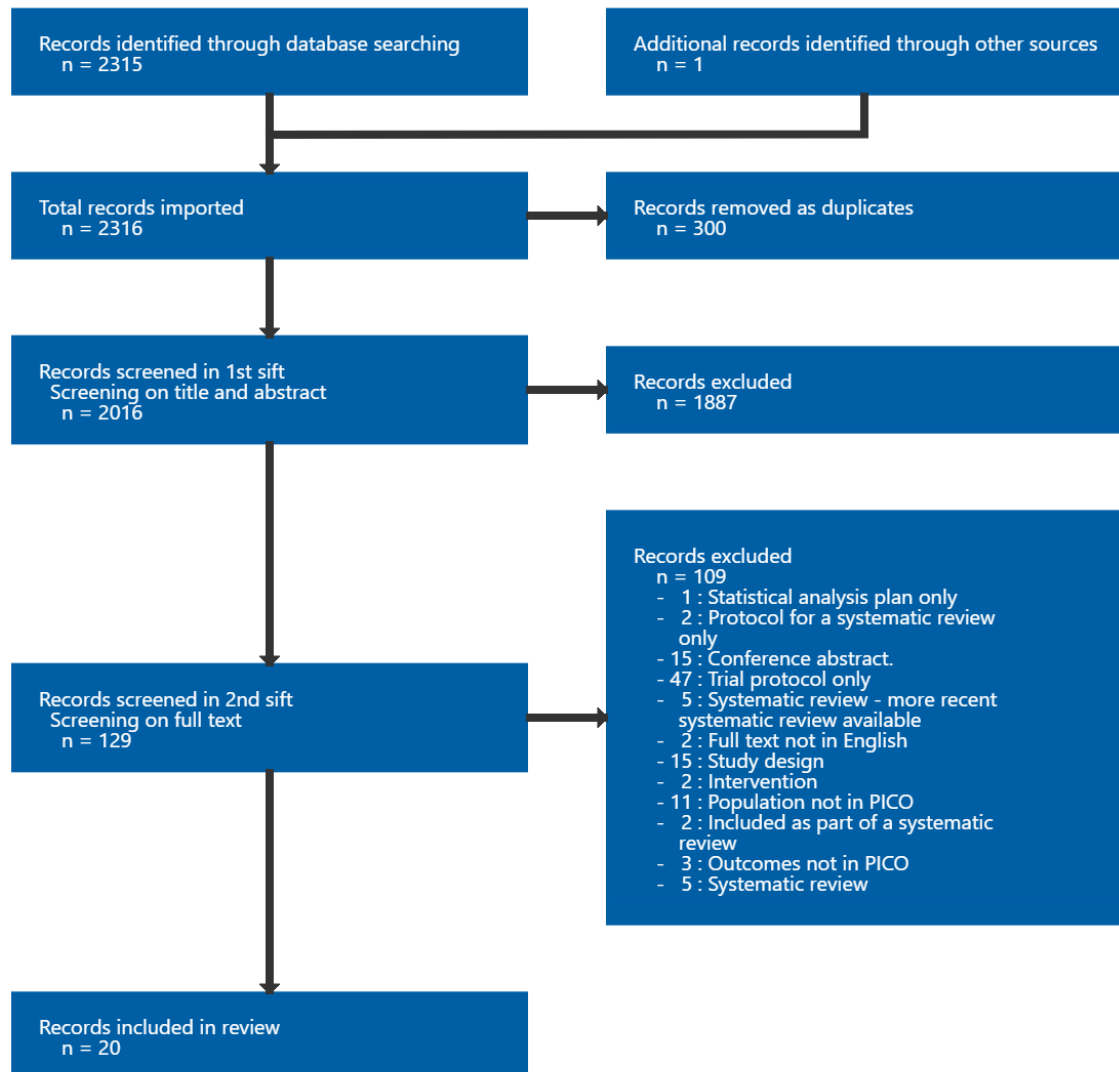 Records identified through database searching
n = 2315
Additional records identified through other sources
n = 1
Total records imported
n = 2316
Records removed as duplicates
n = 300
Records screened in 1st sift
Screening on title and abstract
n = 2016
Records excluded
n = 1887
Records screened in 2nd sift
Screening on full text
n = 129
Records excluded
n = 109
- 1 : Statistical analysis plan only
- 2 : Protocol for a systematic review
only
- 15 : Conference abstract.
- 47 : Trial protocol only
- 5 : Systematic review - more recent
systematic review available
- 2 : Full text not in English
- 15 : Study design
- 2 : Intervention
- 11 : Population not in PICO
- 2 : Included as part of a systematic
review
- 3 : Outcomes not in PICO
- 5 : Systematic review
Records included in review
n = 20